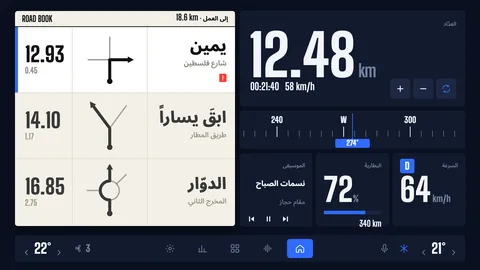 ROAD BOOK
18.6 km · إلى العمل
12.93
0.45
يمين
شارع فلسطين
!
14.10
1.17
ابقَ يساراً
طريق المطار
16.85
2.75
الدوّار
المخرج الثاني
العدّاد
12.48 km
00:21:40 58 km/h
240 W 300
274°
الموسيقى
نسمات الصباح
مقام حجاز
البطارية
72%
340 km
D
السرعة
64 km/h
22°
3
21°